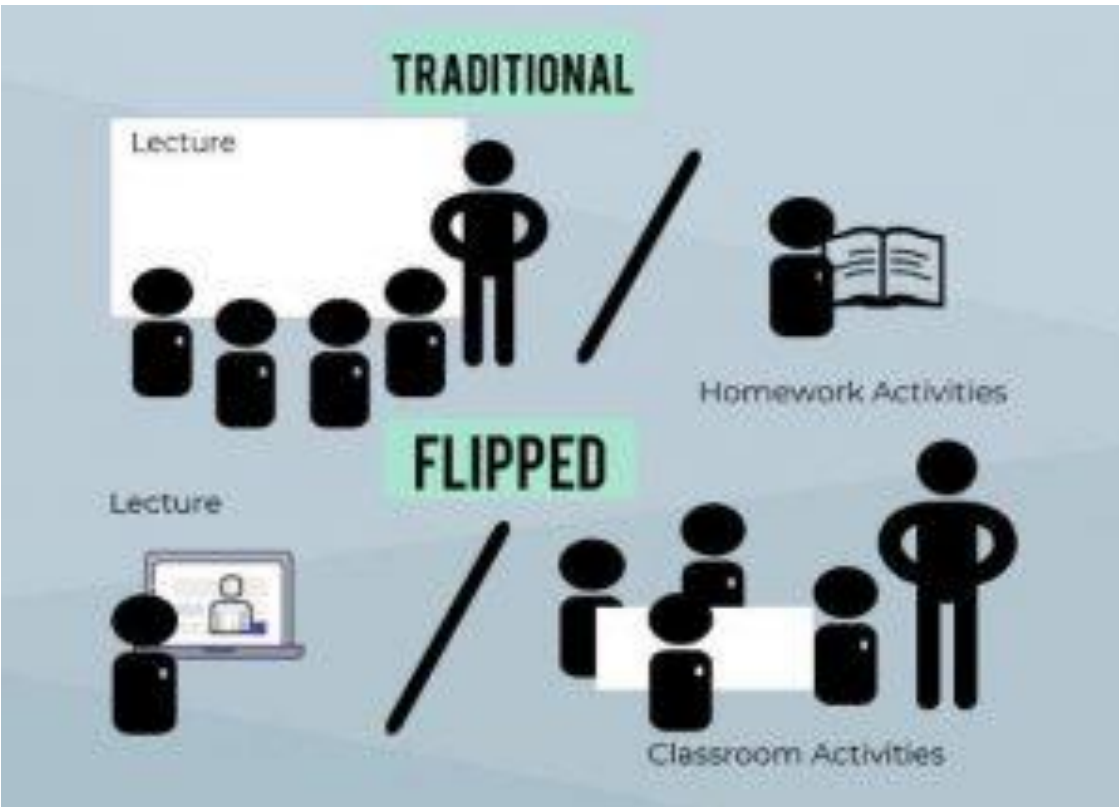 TRADITIONAL
Lecture
Homework Activities
FLIPPED
Lecture
Classroom Activities